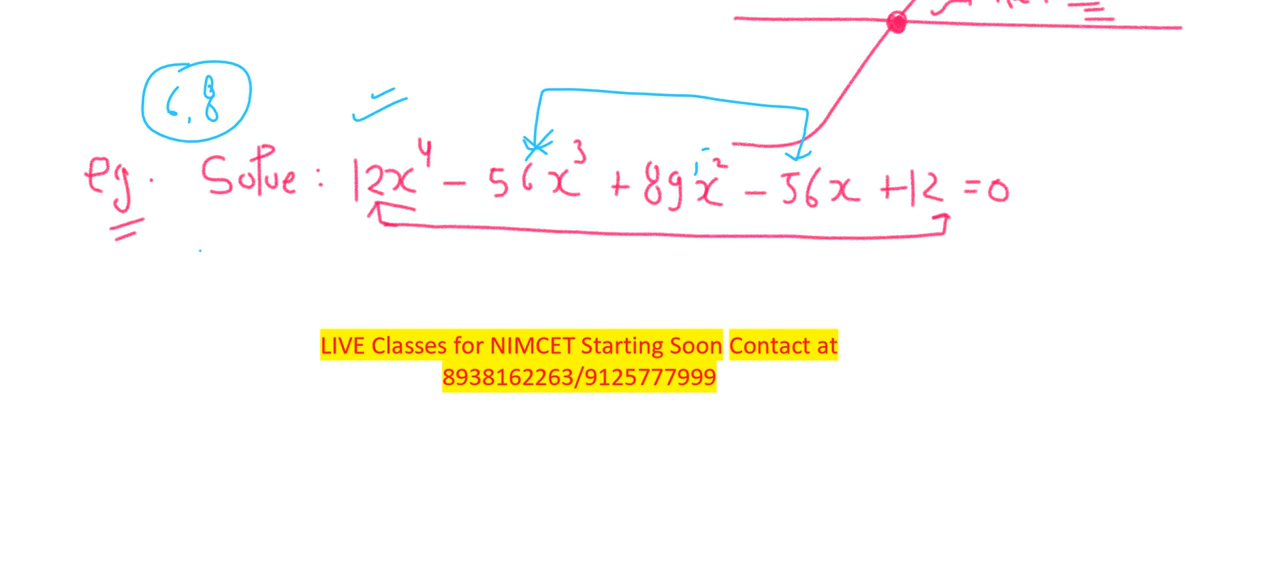 6, 8
eg. Solve: 12x⁴ - 56x³ + 89x² - 56x + 12 = 0
LIVE Classes for NIMCET Starting Soon Contact at
8938162263/9125777999